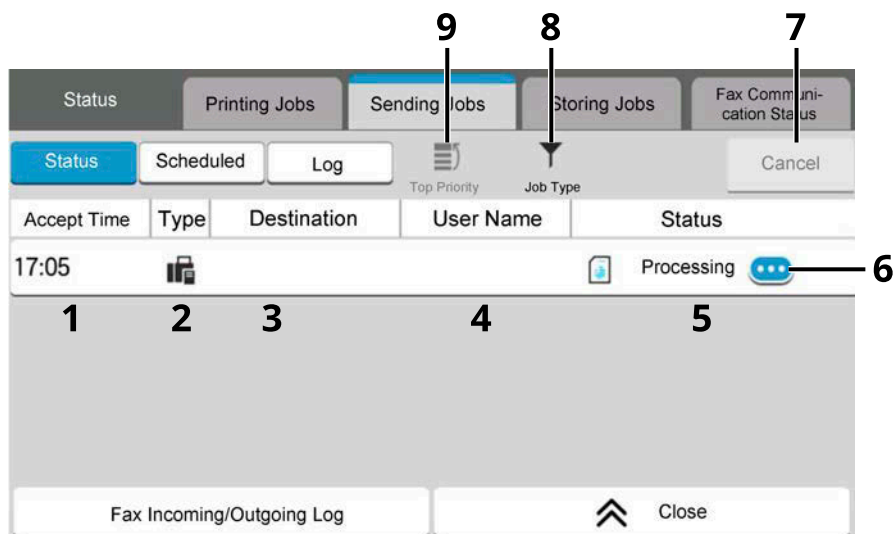 9 8 7
Status Printing Jobs Sending Jobs Storing Jobs Fax Communi-
cation Status
Status Scheduled Log Top Priority Job Type Cancel
Accept Time Type Destination User Name Status
17:05 Processing 6
1 2 3 4 5
Fax Incoming/Outgoing Log Close